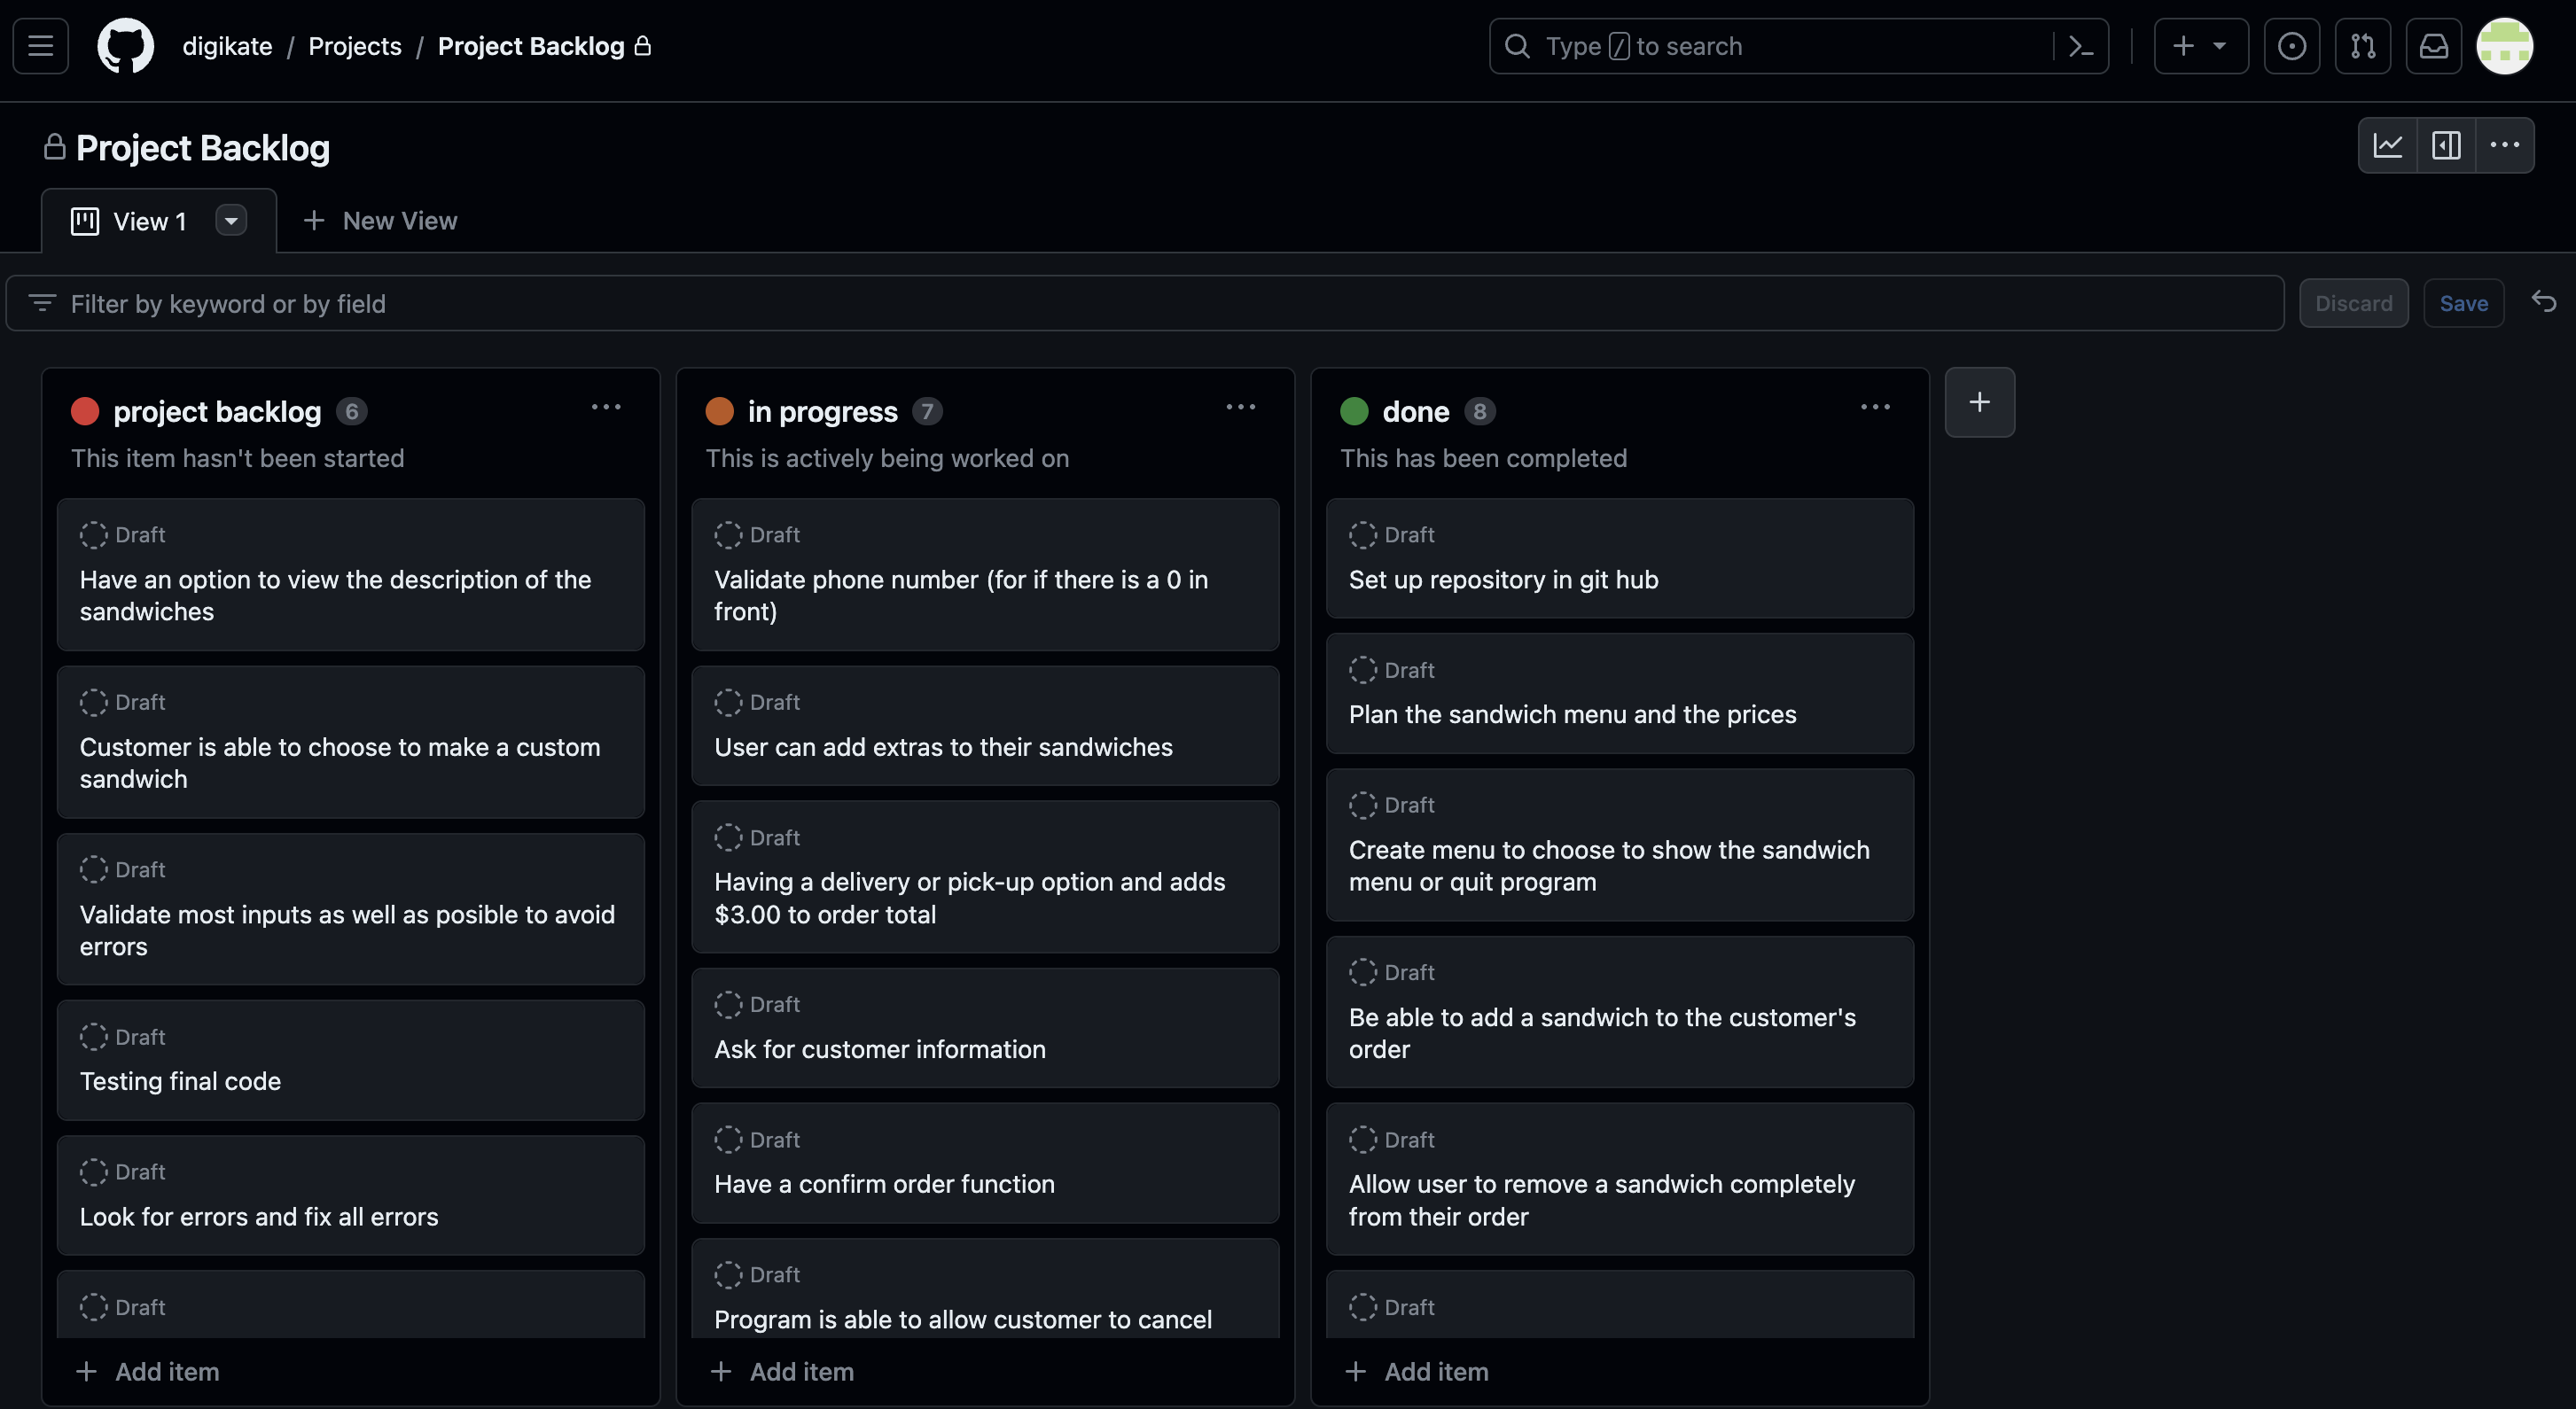 digikate / Projects / Project Backlog
Type / to search
Project Backlog
View 1
New View
Filter by keyword or by field
Discard
Save
project backlog 6
This item hasn't been started
Draft
Have an option to view the description of the
sandwiches
Draft
Customer is able to choose to make a custom
sandwich
Draft
Validate most inputs as well as posible to avoid
errors
Draft
Testing final code
Draft
Look for errors and fix all errors
Draft
Add item
in progress 7
This is actively being worked on
Draft
Validate phone number (for if there is a 0 in
front)
Draft
User can add extras to their sandwiches
Draft
Having a delivery or pick-up option and adds
$3.00 to order total
Draft
Ask for customer information
Draft
Have a confirm order function
Draft
Program is able to allow customer to cancel
Add item
done 8
This has been completed
Draft
Set up repository in git hub
Draft
Plan the sandwich menu and the prices
Draft
Create menu to choose to show the sandwich
menu or quit program
Draft
Be able to add a sandwich to the customer's
order
Draft
Allow user to remove a sandwich completely
from their order
Draft
Add item